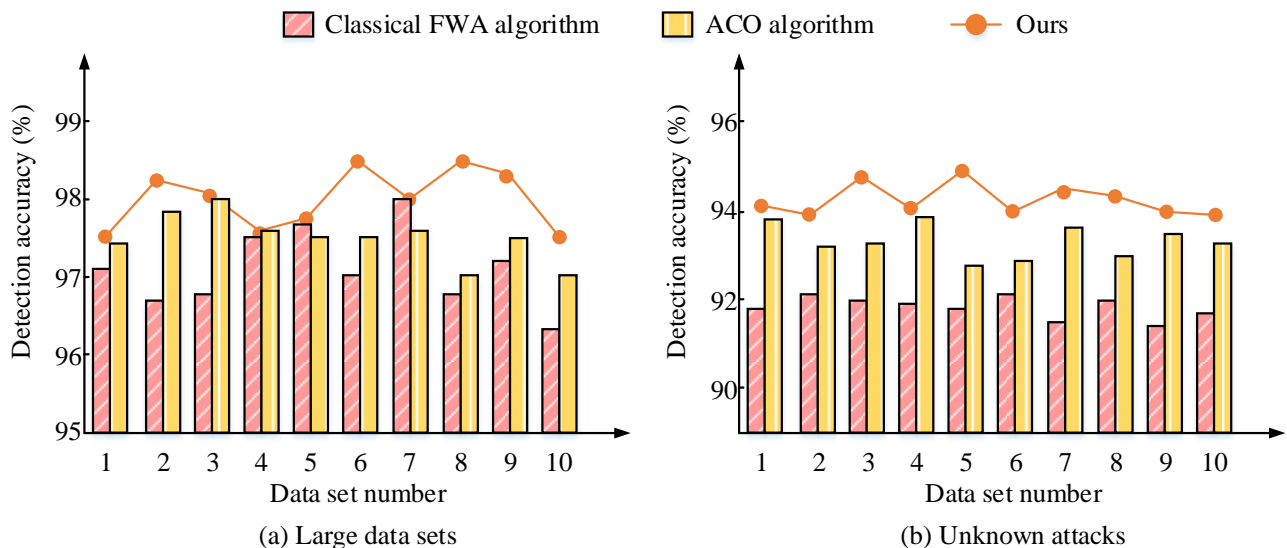 Classical FWA algorithm ACO algorithm Ours
Detection accuracy (%)
99
98
97
96
95
1 2 3 4 5 6 7 8 9 10
Data set number
(a) Large data sets
Detection accuracy (%)
96
94
92
90
1 2 3 4 5 6 7 8 9 10
Data set number
(b) Unknown attacks